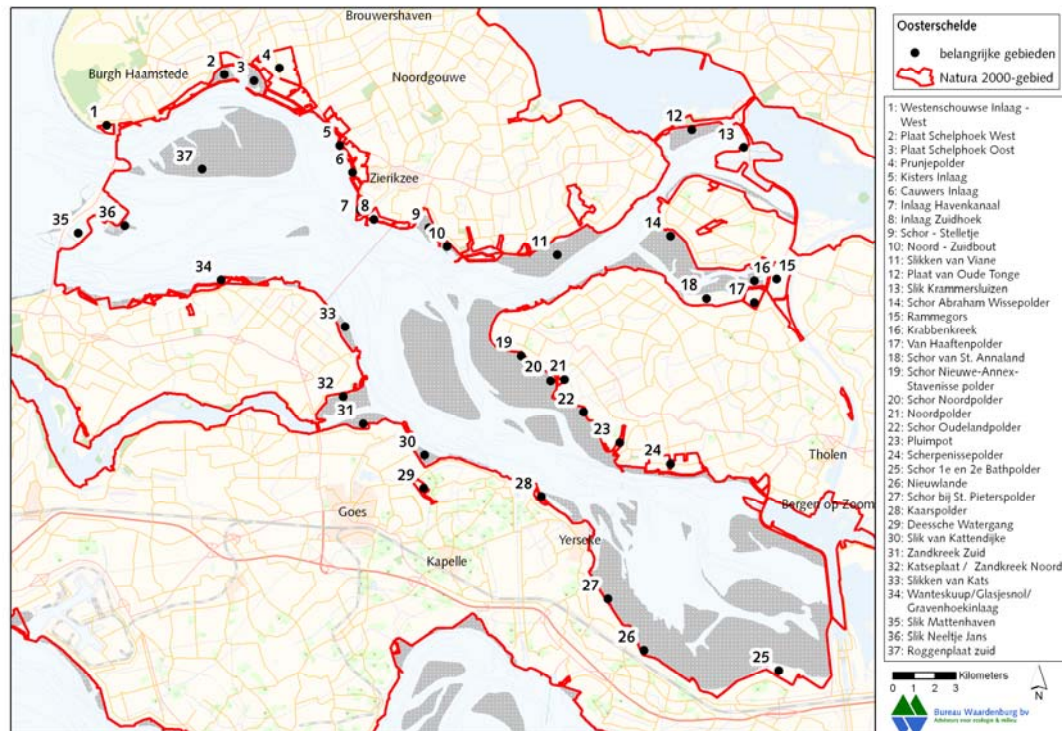 Brouwershaven
Burgh Haamstede
Noordgouwe
Zierikzee
Tholen
Bergen op Zoom
Goes
Kapelle
Yerseke
1
2
3
4
5
6
7
8
9
10
11
12
13
14
15
16
17
18
19
20
21
22
23
24
25
26
27
28
29
30
31
32
33
34
35
36
37
Oosterschelde
belangrijke gebieden
Natura 2000-gebied
1: Westenschouwse Inlaag -
West
2: Plaat Schelphoek West
3: Plaat Schelphoek Oost
4: Prunjepolder
5: Kisters Inlaag
6: Cauwers Inlaag
7: Inlaag Havenkanaal
8: Inlaag Zuidhoek
9: Schor - Stelletje
10: Noord - Zuidbout
11: Slikken van Viane
12: Plaat van Oude Tonge
13: Slik Krammersluizen
14: Schor Abraham Wissepolder
15: Rammegors
16: Krabbenkreek
17: Van Haaftenpolder
18: Schor van St. Annaland
19: Schor Nieuwe-Annex-
Stavenisse polder
20: Schor Noordpolder
21: Noordpolder
22: Schor Oudelandpolder
23: Pluimpot
24: Scherpenissepolder
25: Schor 1e en 2e Bathpolder
26: Nieuwlande
27: Schor bij St. Pieterspolder
28: Kaarspolder
29: Deessche Watergang
30: Slik van Kattendijke
31: Zandkreek Zuid
32: Katseplaat / Zandkreek Noord
33: Slikken van Kats
34: Wanteskuup/Glasjesnol/
Gravenhoekinlaag
35: Slik Mattenhaven
36: Slik Neeltje Jans
37: Roggenplaat zuid
Kilometers
0 1 2 3
N
Bureau Waardenburg bv
Adviseurs voor ecologie & milieu